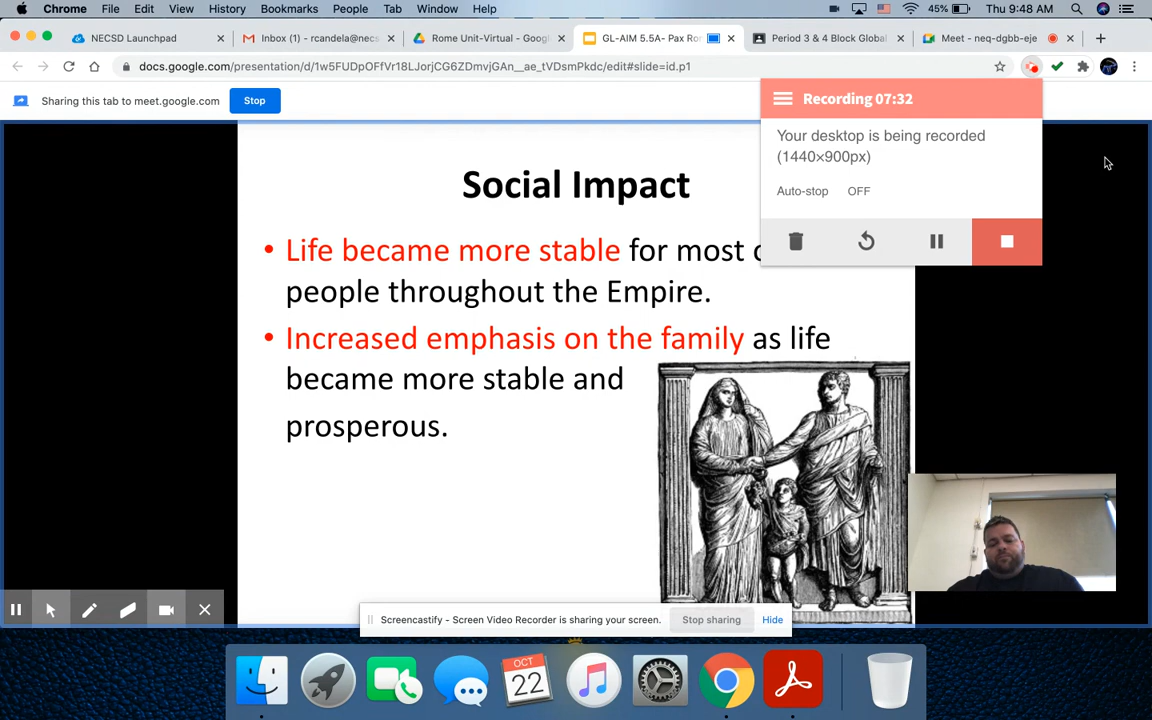 Chrome File Edit View History Bookmarks People Tab Window Help 45% Thu 9:48 AM
NECSD Launchpad Inbox (1) - rcandela@necs Rome Unit-Virtual - Googl GL-AIM 5.5A- Pax Ro Period 3 & 4 Block Global Meet - neq-dgbb-eje
docs.google.com/presentation/d/1w5FUDpOFfVr18LJorjCG6ZDmvjGAn__ae_tVDsmPkdc/edit#slide=id.p1
Sharing this tab to meet.google.com Stop
Recording 07:32
Your desktop is being recorded
(1440×900px)
Auto-stop OFF
Social Impact
• Life became more stable for most
people throughout the Empire.
• Increased emphasis on the family as life
became more stable and
prosperous.
Screencastify - Screen Video Recorder is sharing your screen. Stop sharing Hide
OCT
22